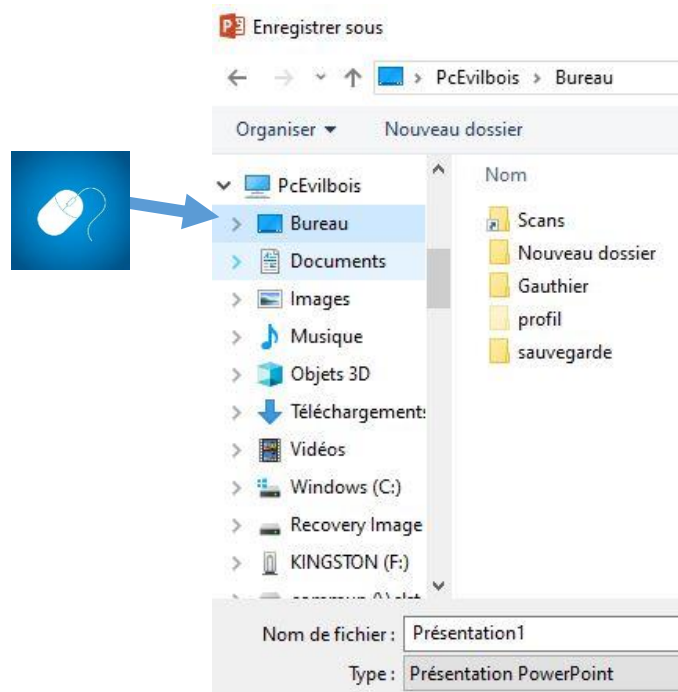 Enregistrer sous
PcEvilbois > Bureau
Organiser Nouveau dossier
PcEvilbois
Bureau
Documents
Images
Musique
Objets 3D
Téléchargement
Vidéos
Windows (C:)
Recovery Image
KINGSTON (F:)
Nom
Scans
Nouveau dossier
Gauthier
profil
sauvegarde
Nom de fichier : Présentation1
Type : Présentation PowerPoint